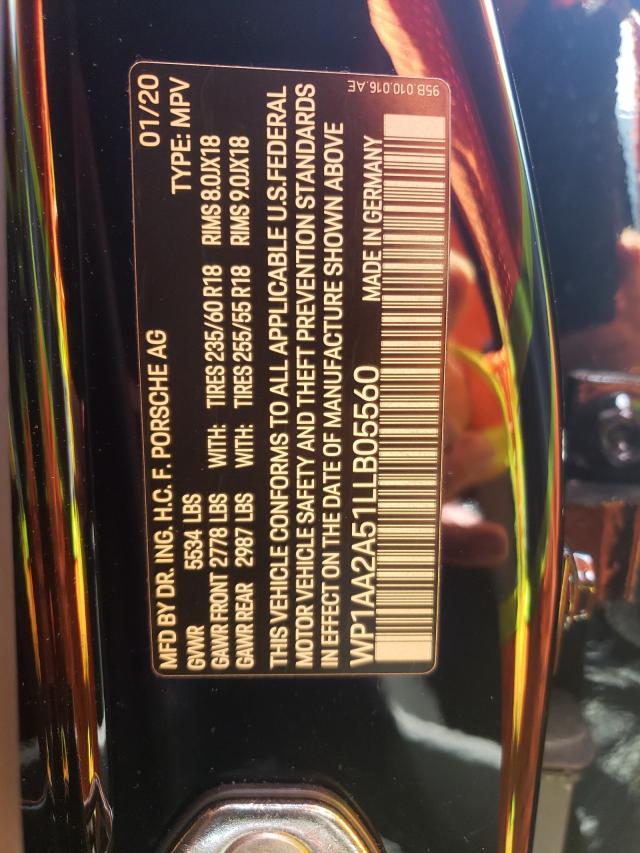 95B.010.016.AE
MFD BY DR. ING. H.C. F. PORSCHE AG 01/20
GVWR 5534 LBS TYPE: MPV
GAWR FRONT 2778 LBS WITH: TIRES 235/60 R18 RIMS 8.0JX18
GAWR REAR 2987 LBS WITH: TIRES 255/55 R18 RIMS 9.0JX18
THIS VEHICLE CONFORMS TO ALL APPLICABLE U.S.FEDERAL
MOTOR VEHICLE SAFETY AND THEFT PREVENTION STANDARDS
IN EFFECT ON THE DATE OF MANUFACTURE SHOWN ABOVE
WP1AA2A51LLB05560 MADE IN GERMANY